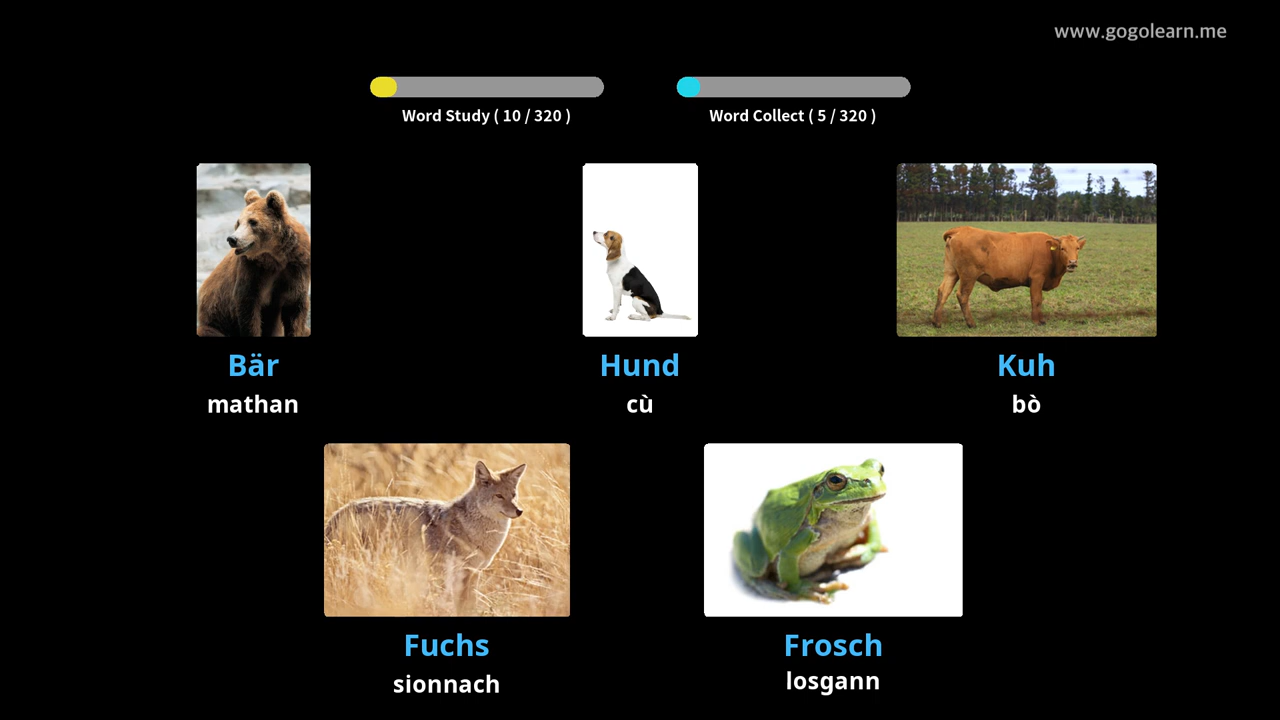 www.gogolearn.me
Word Study ( 10 / 320 )
Word Collect ( 5 / 320 )
Bär
mathan
Hund
cù
Kuh
bò
Fuchs
sionnach
Frosch
losgann